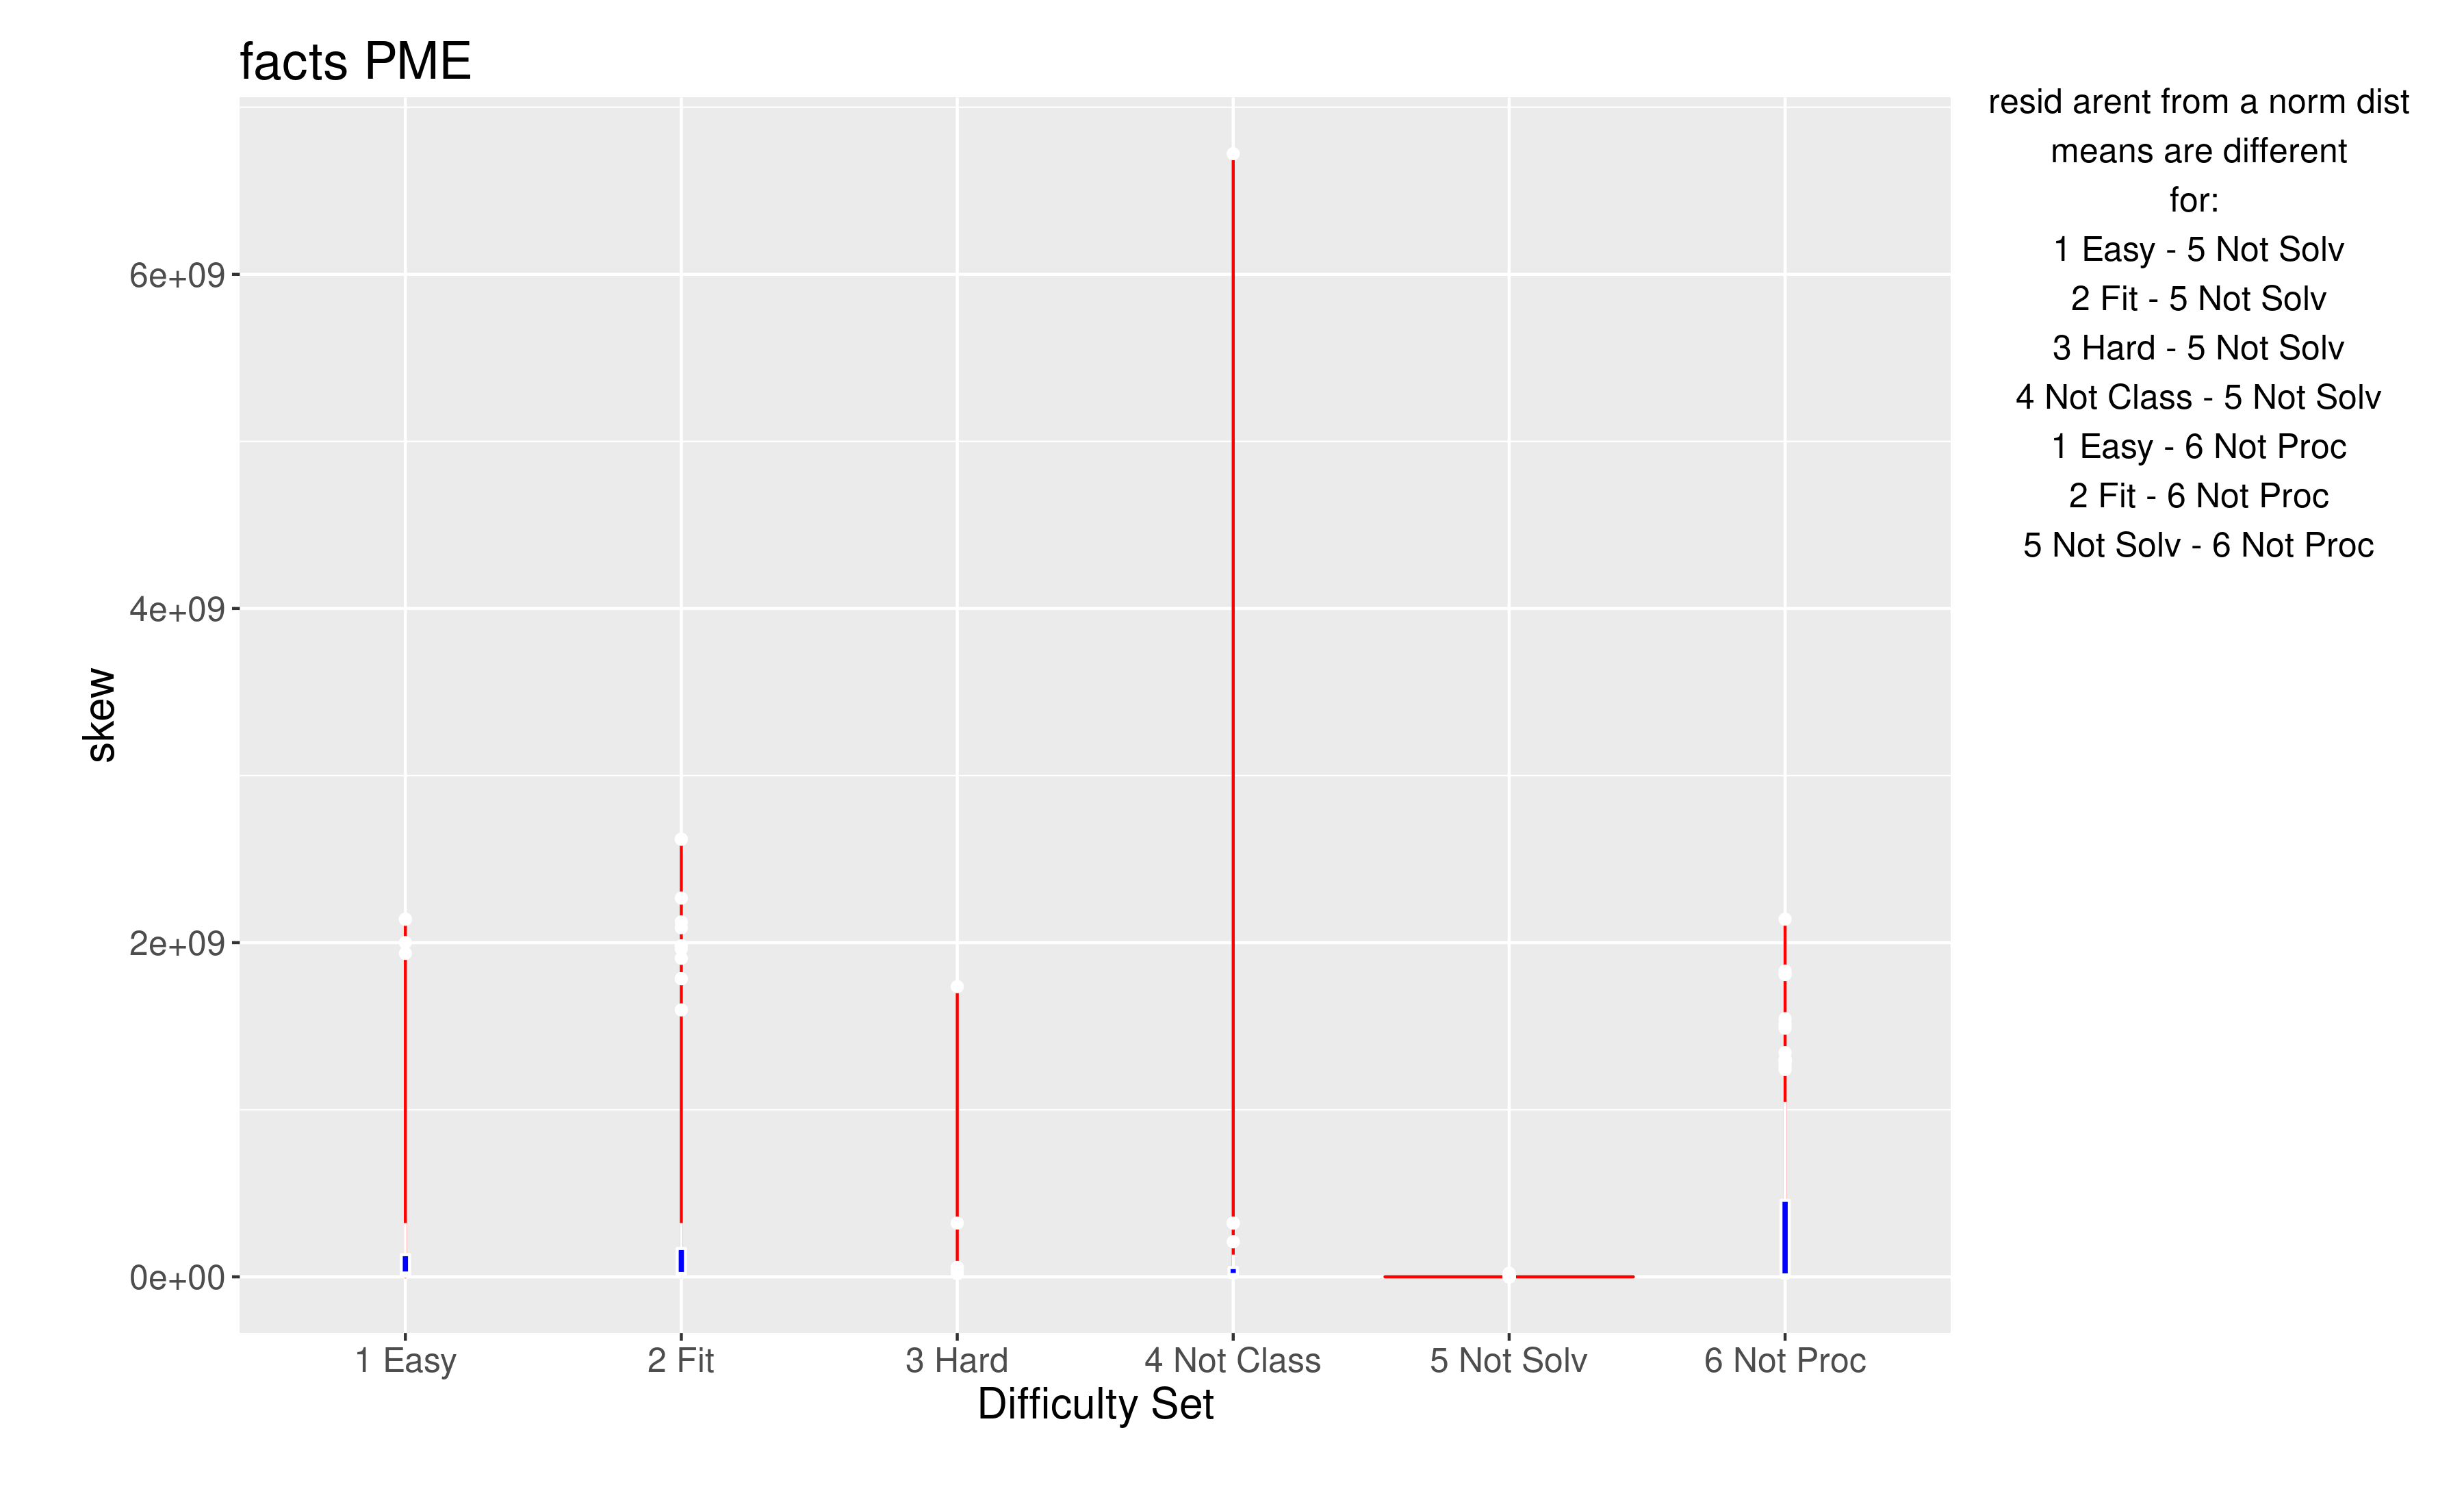 facts PME
resid arent from a norm dist
means are different
for:
1 Easy - 5 Not Solv
2 Fit - 5 Not Solv
3 Hard - 5 Not Solv
4 Not Class - 5 Not Solv
1 Easy - 6 Not Proc
2 Fit - 6 Not Proc
5 Not Solv - 6 Not Proc
skew
6e+09
4e+09
2e+09
0e+00
1 Easy
2 Fit
3 Hard
4 Not Class
5 Not Solv
6 Not Proc
Difficulty Set